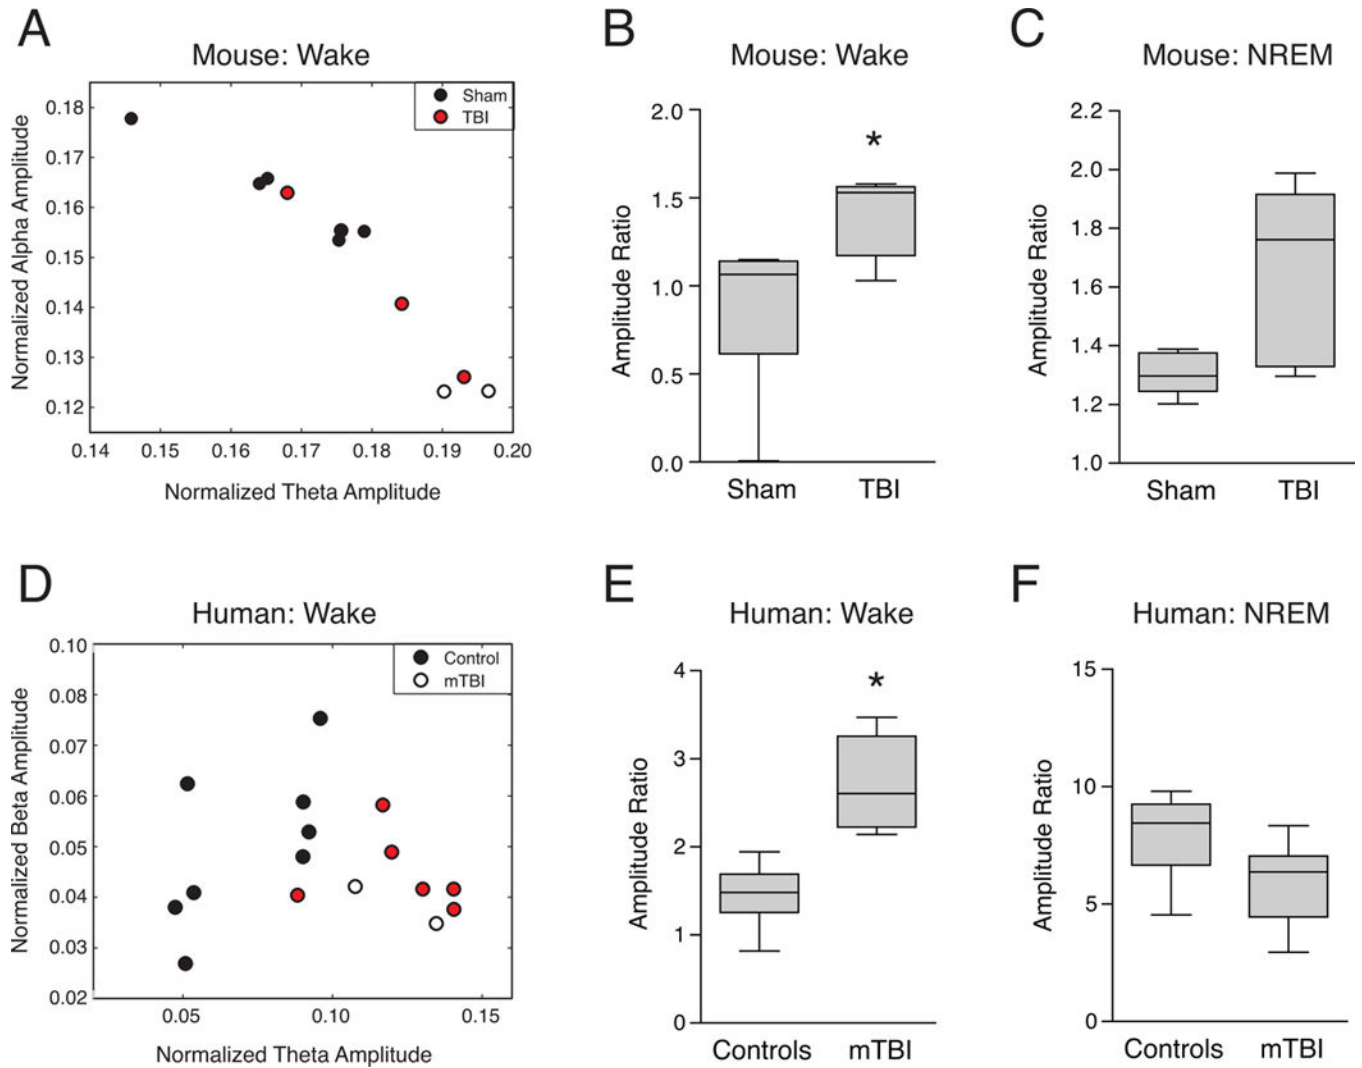 A
Mouse: Wake
Normalized Alpha Amplitude
0.18
0.17
0.16
0.15
0.14
0.13
0.12
Sham
TBI
0.14 0.15 0.16 0.17 0.18 0.19 0.20
Normalized Theta Amplitude
B
Mouse: Wake
Amplitude Ratio
2.0
1.5
1.0
0.5
0.0
*
Sham TBI
C
Mouse: NREM
Amplitude Ratio
2.2
2.0
1.8
1.6
1.4
1.2
1.0
Sham TBI
D
Human: Wake
Normalized Beta Amplitude
0.10
0.08
0.07
0.06
0.05
0.04
0.03
0.02
Control
mTBI
0.05 0.10 0.15
Normalized Theta Amplitude
E
Human: Wake
Amplitude Ratio
4
3
2
1
0
*
Controls mTBI
F
Human: NREM
Amplitude Ratio
15
10
5
0
Controls mTBI